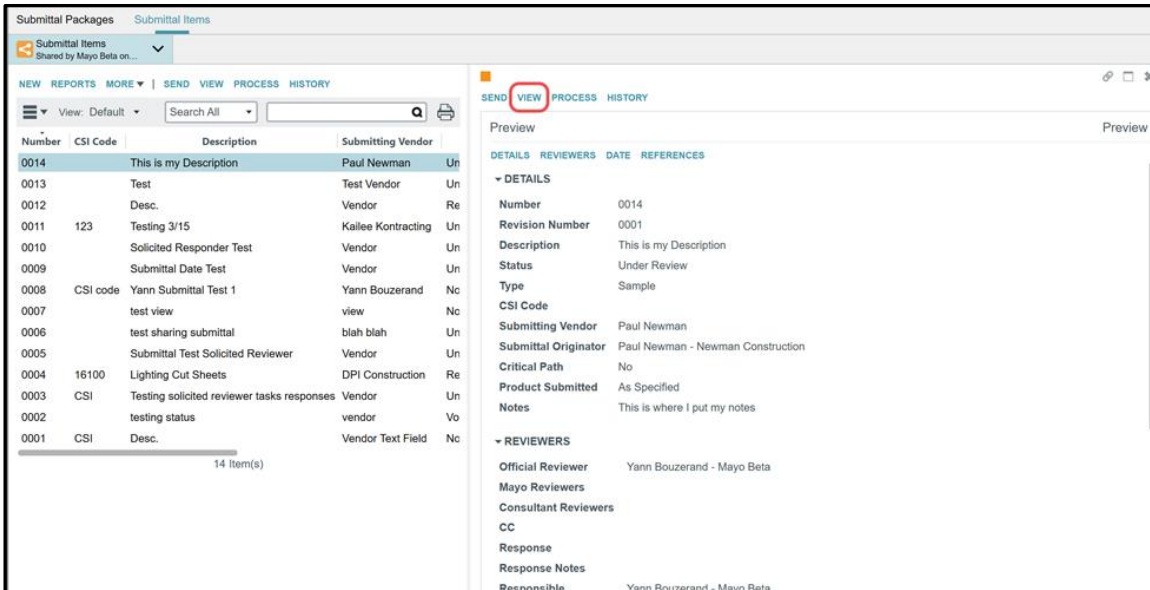 Submittal Packages Submittal Items
Submittal Items
Shared by Mayo Beta on...
NEW REPORTS MORE | SEND VIEW PROCESS HISTORY
View: Default Search All
Number CSI Code Description Submitting Vendor
0014 This is my Description Paul Newman Un
0013 Test Test Vendor Un
0012 Desc. Vendor Re
0011 123 Testing 3/15 Kailee Kontracting Un
0010 Solicited Responder Test Vendor Un
0009 Submittal Date Test Vendor Un
0008 CSI code Yann Submittal Test 1 Yann Bouzerand No
0007 test view view No
0006 test sharing submittal blah blah Un
0005 Submittal Test Solicited Reviewer Vendor Un
0004 16100 Lighting Cut Sheets DPI Construction Re
0003 CSI Testing solicited reviewer tasks responses Vendor Un
0002 testing status vendor Vo
0001 CSI Desc. Vendor Text Field No
14 Item(s)
SEND VIEW PROCESS HISTORY
Preview Preview
DETAILS REVIEWERS DATE REFERENCES
DETAILS
Number 0014
Revision Number 0001
Description This is my Description
Status Under Review
Type Sample
CSI Code
Submitting Vendor Paul Newman
Submittal Originator Paul Newman - Newman Construction
Critical Path No
Product Submitted As Specified
Notes This is where I put my notes
REVIEWERS
Official Reviewer Yann Bouzerand - Mayo Beta
Mayo Reviewers
Consultant Reviewers
CC
Response
Response Notes
Responsible Yann Bouzerand - Mayo Beta